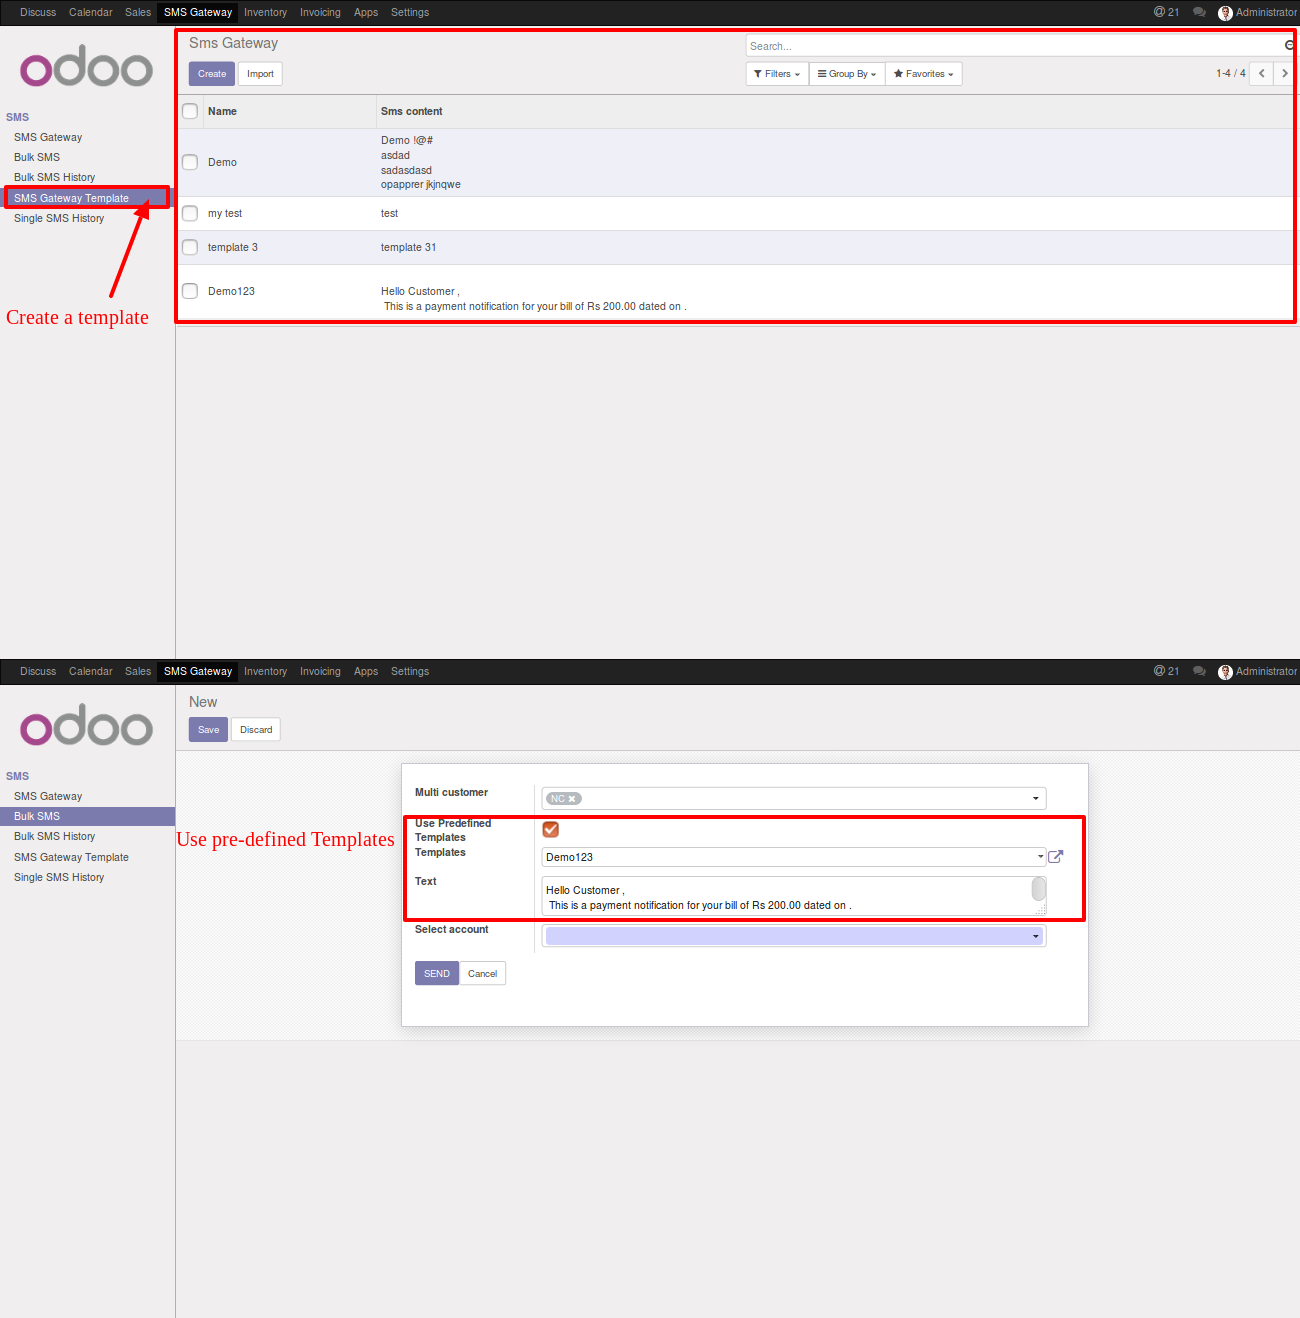 Discuss Calendar Sales SMS Gateway Inventory Invoicing Apps Settings @ 21 Administrator
odoo
SMS
SMS Gateway
Bulk SMS
Bulk SMS History
SMS Gateway Template
Single SMS History
Create a template
Sms Gateway
Search...
Create Import
Filters Group By Favorites 1-4 / 4
Name Sms content
Demo
Demo !@#
asdad
sadasdasd
opapprer jkjnqwe
my test test
template 3 template 31
Demo123 Hello Customer ,
This is a payment notification for your bill of Rs 200.00 dated on .
Discuss Calendar Sales SMS Gateway Inventory Invoicing Apps Settings @ 21 Administrator
odoo
SMS
SMS Gateway
Bulk SMS
Bulk SMS History
SMS Gateway Template
Single SMS History
New
Save Discard
Use pre-defined Templates
Multi customer NC
Use Predefined
Templates
Templates Demo123
Text Hello Customer ,
This is a payment notification for your bill of Rs 200.00 dated on .
Select account
SEND Cancel